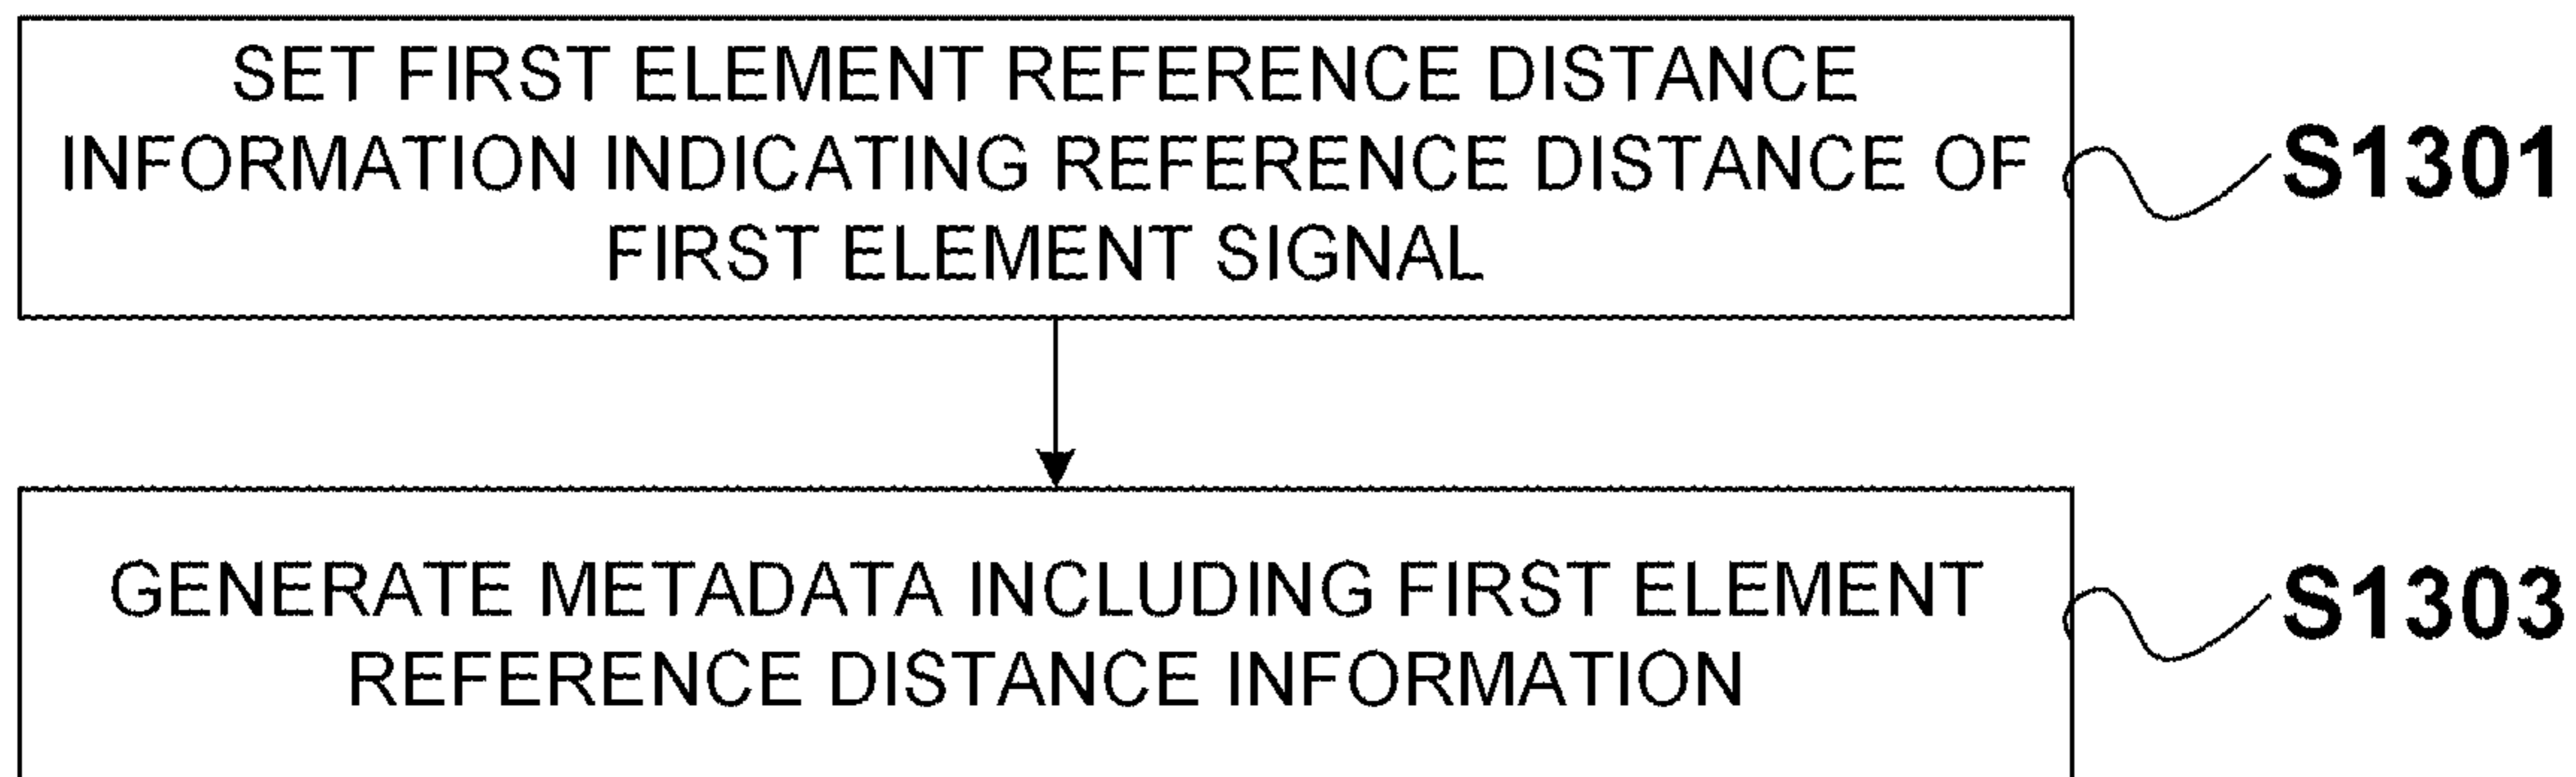 SET FIRST ELEMENT REFERENCE DISTANCE
INFORMATION INDICATING REFERENCE DISTANCE OF
FIRST ELEMENT SIGNAL
S1301
GENERATE METADATA INCLUDING FIRST ELEMENT
REFERENCE DISTANCE INFORMATION
S1303